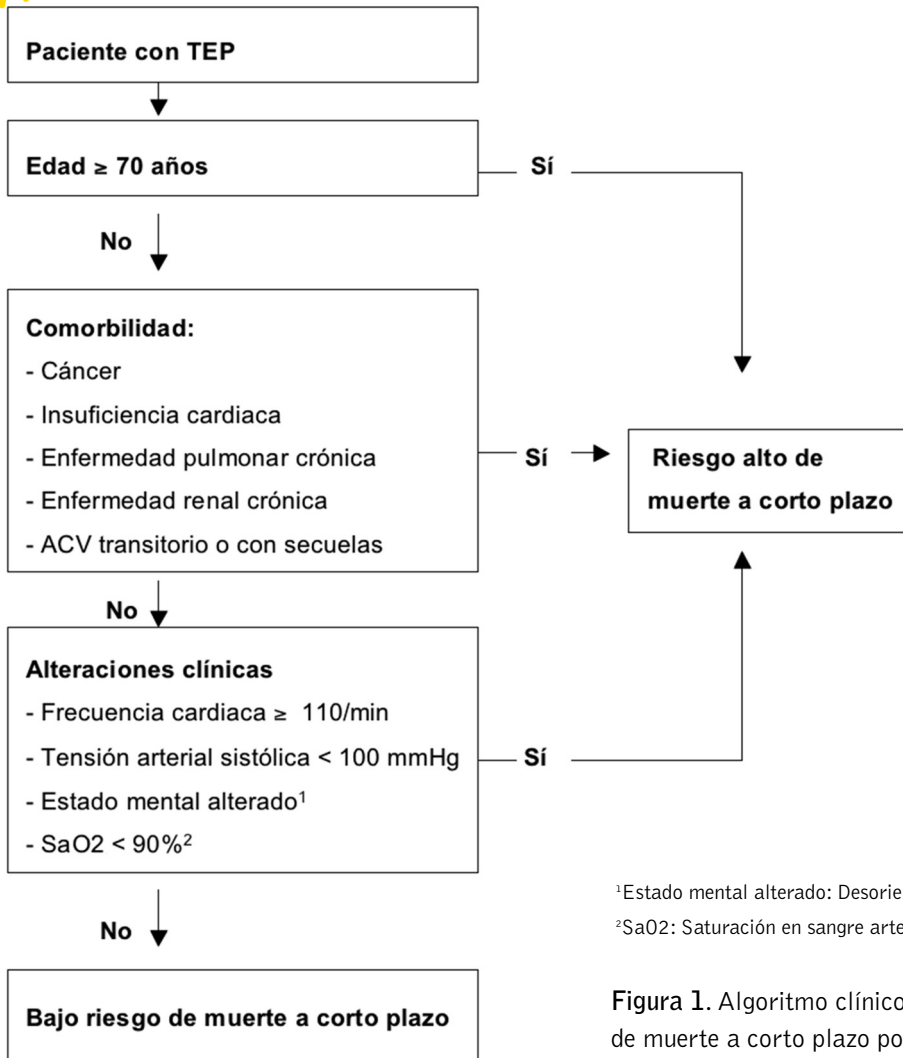 Paciente con TEP
Edad ≥ 70 años
Sí
No
Comorbilidad:
- Cáncer
- Insuficiencia cardiaca
- Enfermedad pulmonar crónica
- Enfermedad renal crónica
- ACV transitorio o con secuelas
Sí
Riesgo alto de
muerte a corto plazo
No
Alteraciones clínicas
- Frecuencia cardiaca ≥ 110/min
- Tensión arterial sistólica < 100 mmHg
- Estado mental alterado¹
- SaO2 < 90%²
Sí
No
Bajo riesgo de muerte a corto plazo
¹Estado mental alterado: Desorie
²SaO2: Saturación en sangre arte
Figura 1. Algoritmo clínico
de muerte a corto plazo po